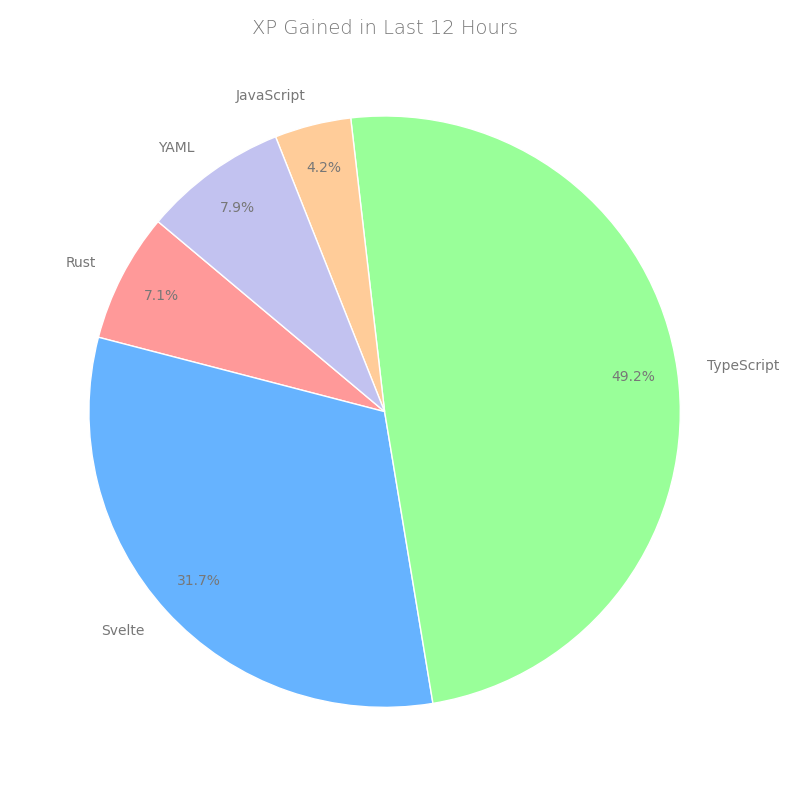 XP Gained in Last 12 Hours
JavaScript
YAML
4.2%
7.9%
Rust
7.1%
TypeScript
49.2%
31.7%
Svelte